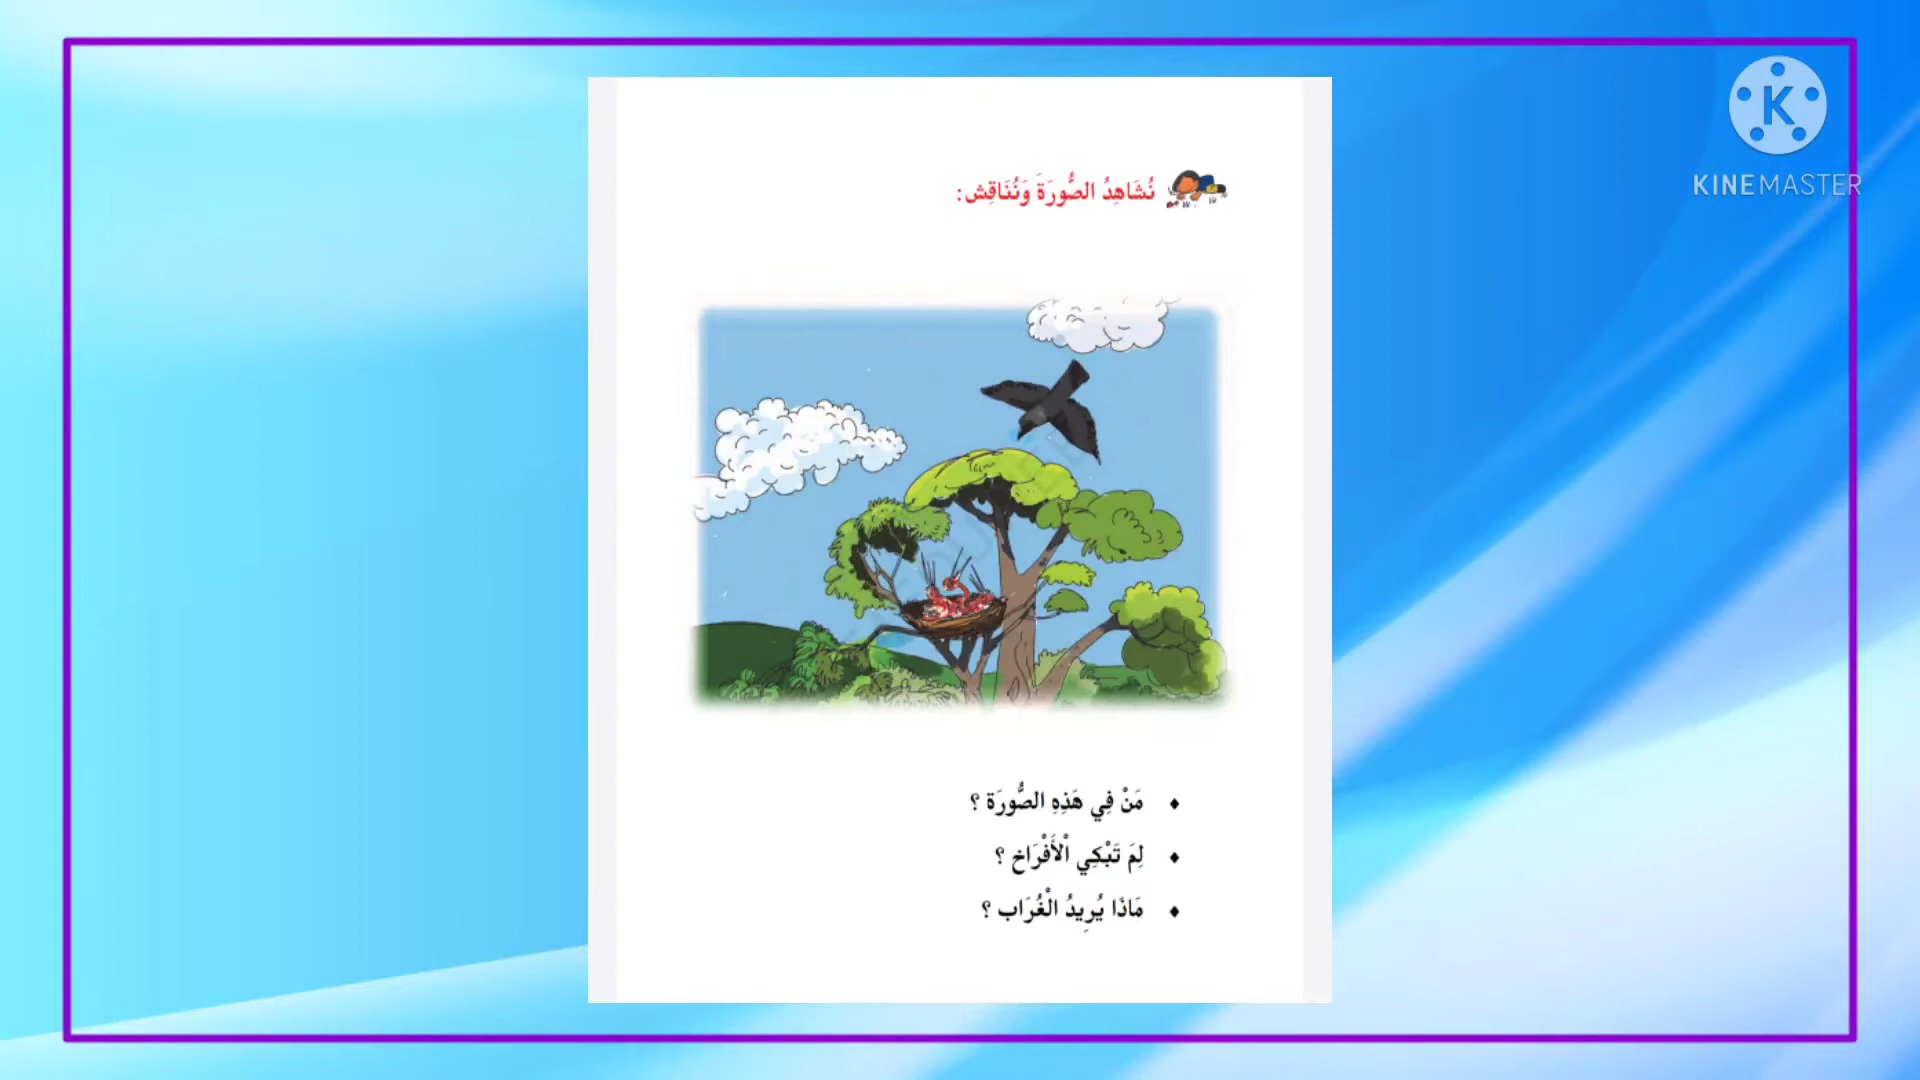 KINEMASTER
نُشَاهِدُ الصُّورَةَ وَنُنَاقِش:
مَنْ فِي هَذِهِ الصُّورَة ؟
لِمَ تَبْكِي الْأَفْرَاخ ؟
مَاذَا يُرِيدُ الْغُرَاب ؟